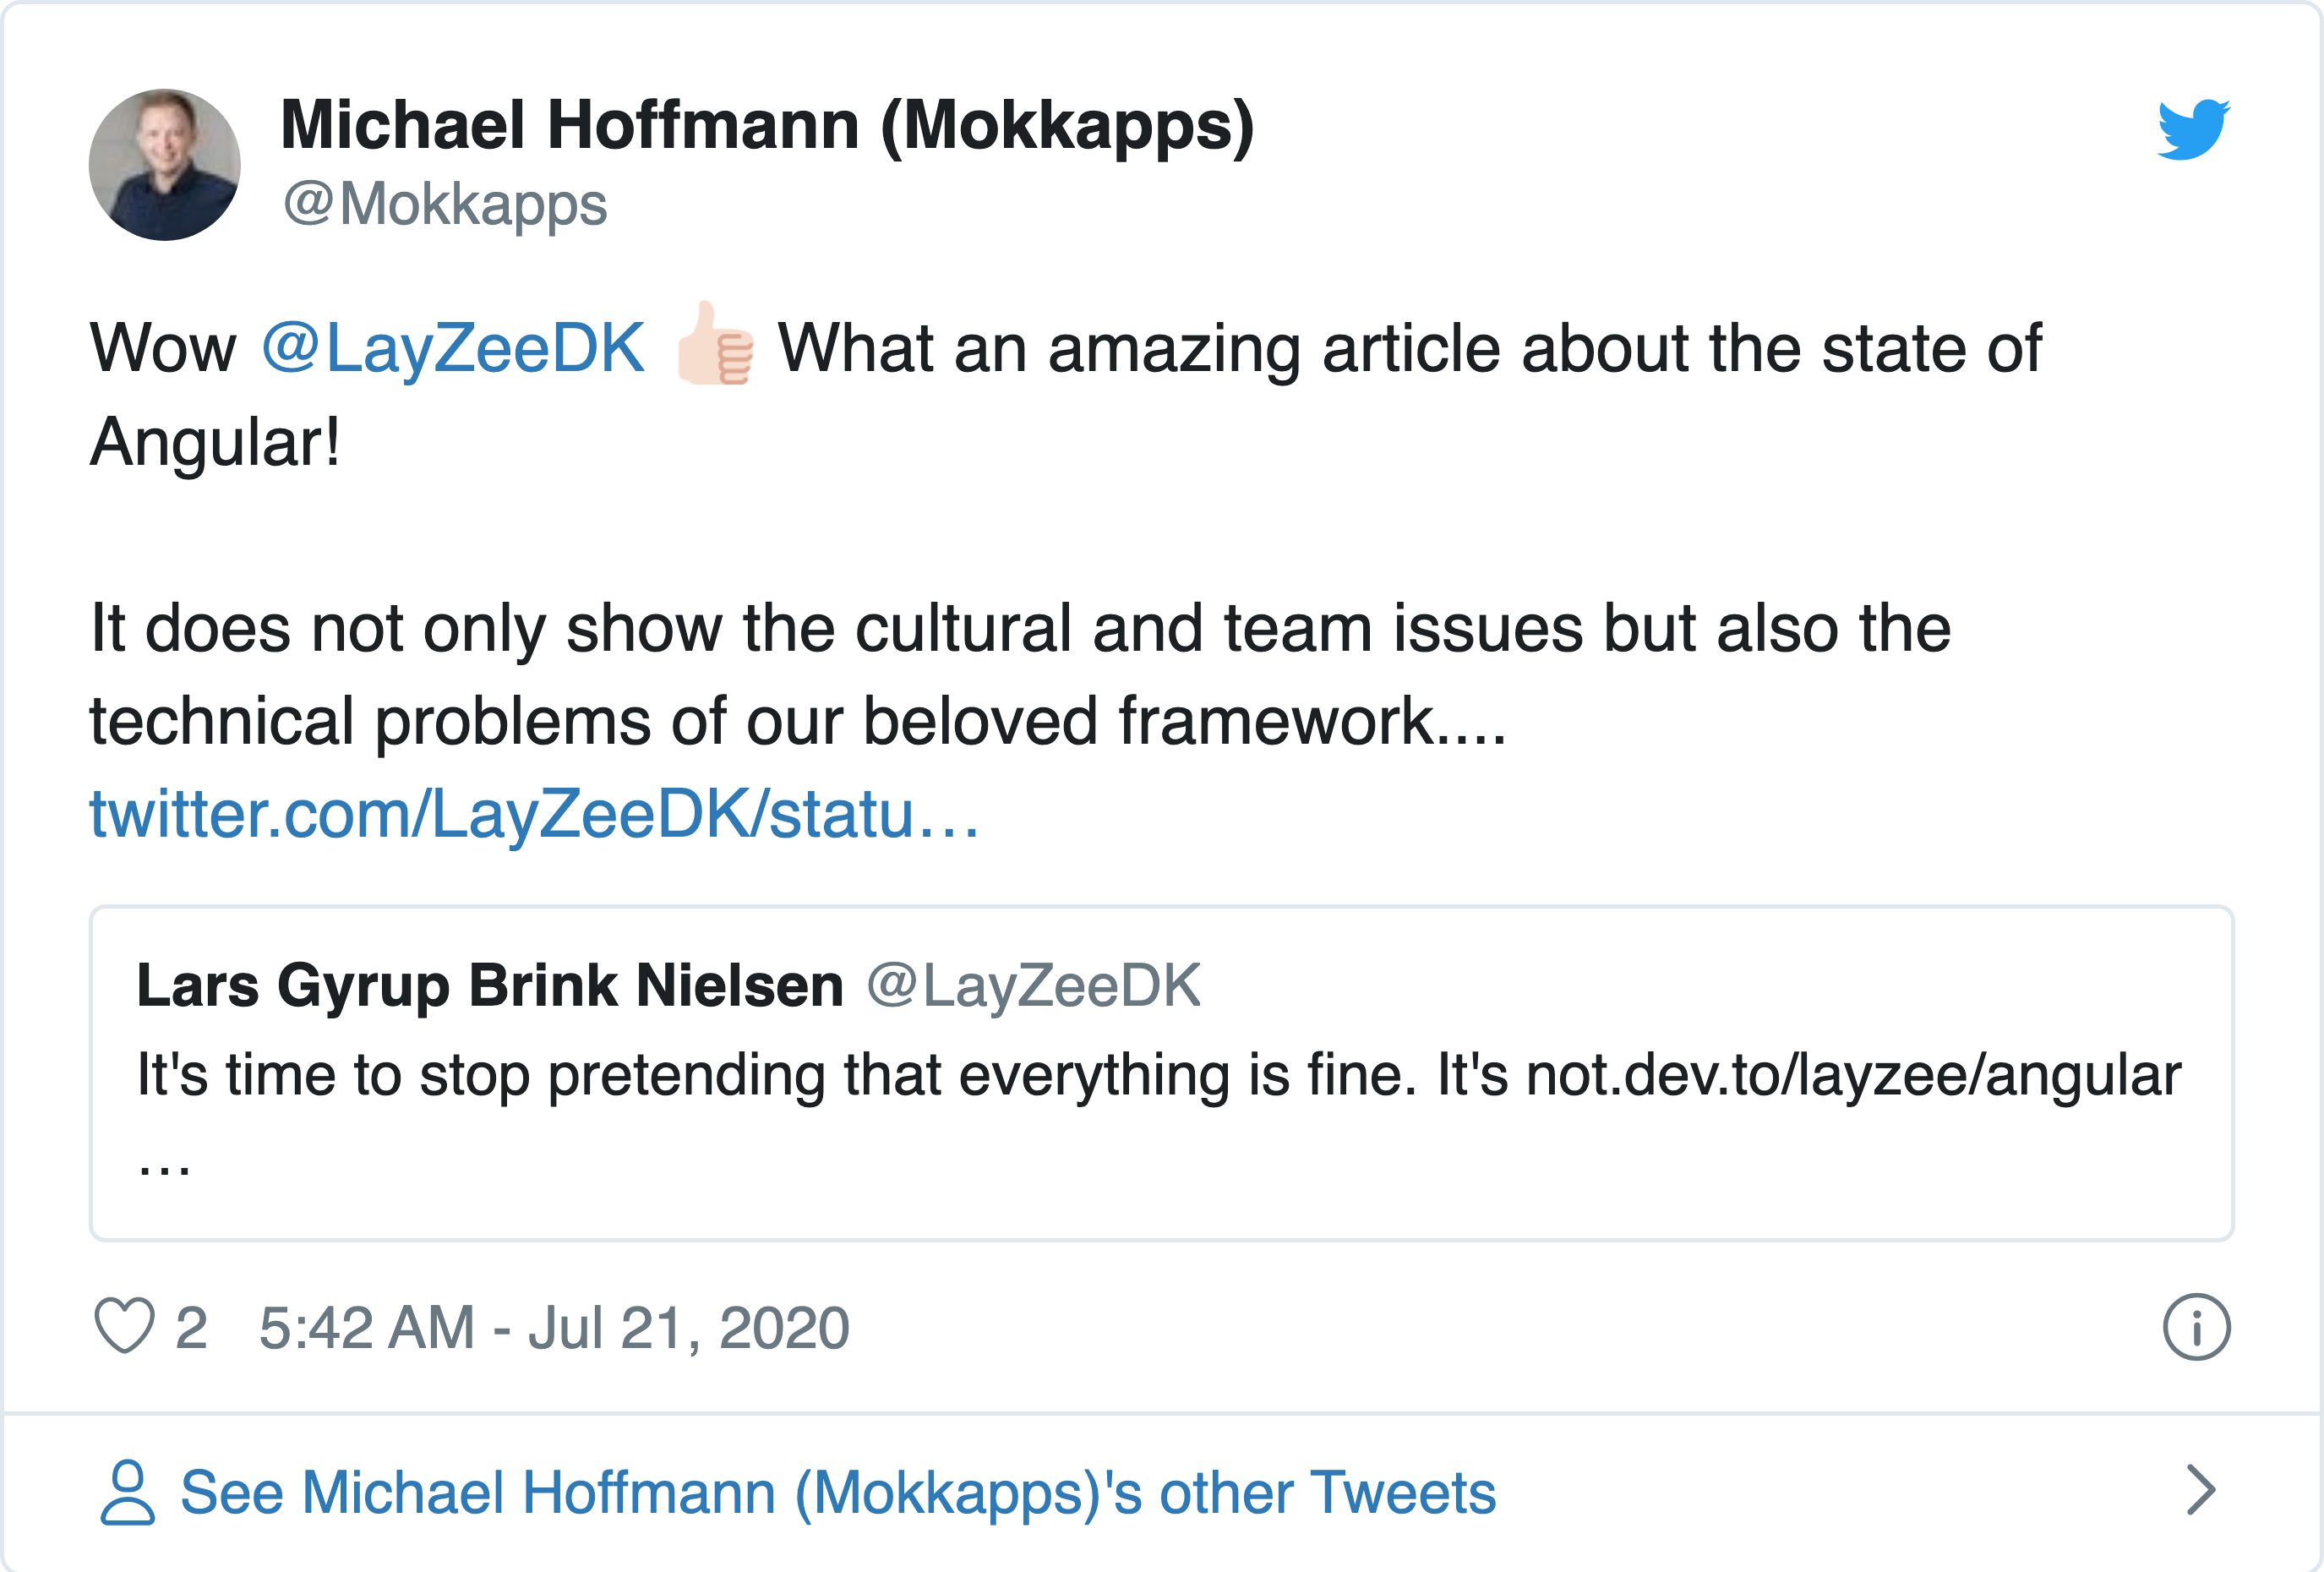 Michael Hoffmann (Mokkapps)
@Mokkapps
Wow @LayZeeDK 👍🏻 What an amazing article about the state of
Angular!
It does not only show the cultural and team issues but also the
technical problems of our beloved framework....
twitter.com/LayZeeDK/statu…
Lars Gyrup Brink Nielsen @LayZeeDK
It's time to stop pretending that everything is fine. It's not.dev.to/layzee/angular
…
2 5:42 AM - Jul 21, 2020
See Michael Hoffmann (Mokkapps)'s other Tweets